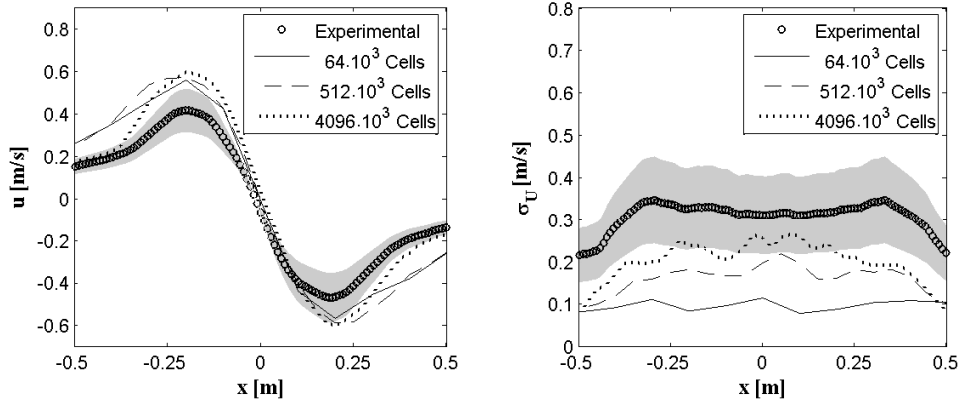 u [m/s]
0.8
0.6
0.4
0.2
0
-0.2
-0.4
-0.6
-0.5
-0.25
0
0.25
0.5
x [m]
Experimental
64.10³ Cells
512.10³ Cells
4096.10³ Cells
σ_U [m/s]
0.8
0.7
0.6
0.5
0.4
0.3
0.2
0.1
0
-0.5
-0.25
0
0.25
0.5
x [m]
Experimental
64.10³ Cells
512.10³ Cells
4096.10³ Cells